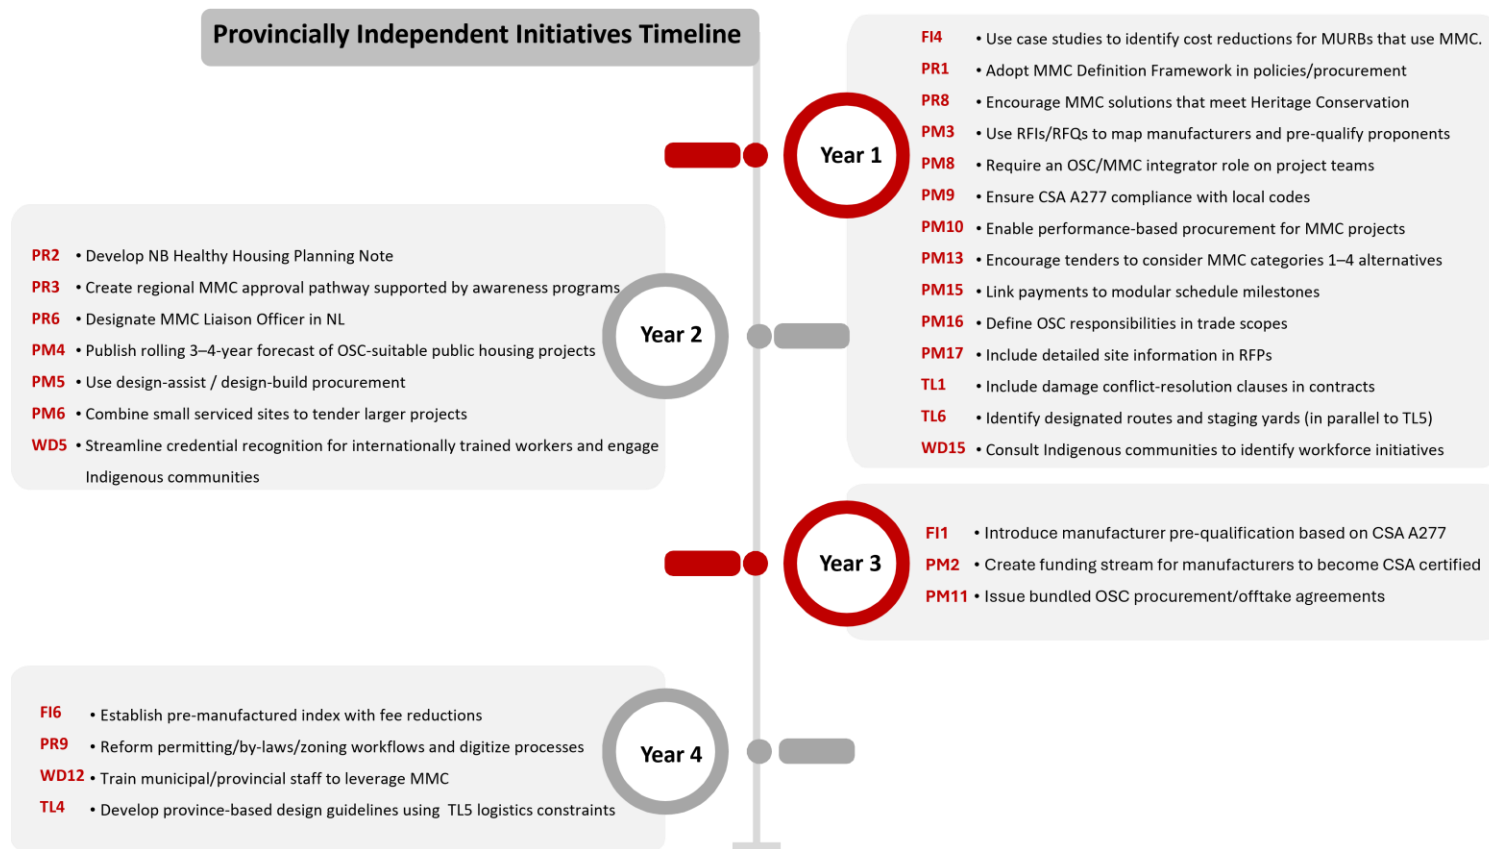 Provincially Independent Initiatives Timeline
Year 1
FI4 • Use case studies to identify cost reductions for MURBs that use MMC.
PR1 • Adopt MMC Definition Framework in policies/procurement
PR8 • Encourage MMC solutions that meet Heritage Conservation
PM3 • Use RFIs/RFQs to map manufacturers and pre-qualify proponents
PM8 • Require an OSC/MMC integrator role on project teams
PM9 • Ensure CSA A277 compliance with local codes
PM10 • Enable performance-based procurement for MMC projects
PM13 • Encourage tenders to consider MMC categories 1–4 alternatives
PM15 • Link payments to modular schedule milestones
PM16 • Define OSC responsibilities in trade scopes
PM17 • Include detailed site information in RFPs
TL1 • Include damage conflict-resolution clauses in contracts
TL6 • Identify designated routes and staging yards (in parallel to TL5)
WD15 • Consult Indigenous communities to identify workforce initiatives
Year 2
PR2 • Develop NB Healthy Housing Planning Note
PR3 • Create regional MMC approval pathway supported by awareness programs
PR6 • Designate MMC Liaison Officer in NL
PM4 • Publish rolling 3–4-year forecast of OSC-suitable public housing projects
PM5 • Use design-assist / design-build procurement
PM6 • Combine small serviced sites to tender larger projects
WD5 • Streamline credential recognition for internationally trained workers and engage
Indigenous communities
Year 3
FI1 • Introduce manufacturer pre-qualification based on CSA A277
PM2 • Create funding stream for manufacturers to become CSA certified
PM11 • Issue bundled OSC procurement/offtake agreements
Year 4
FI6 • Establish pre-manufactured index with fee reductions
PR9 • Reform permitting/by-laws/zoning workflows and digitize processes
WD12 • Train municipal/provincial staff to leverage MMC
TL4 • Develop province-based design guidelines using TL5 logistics constraints